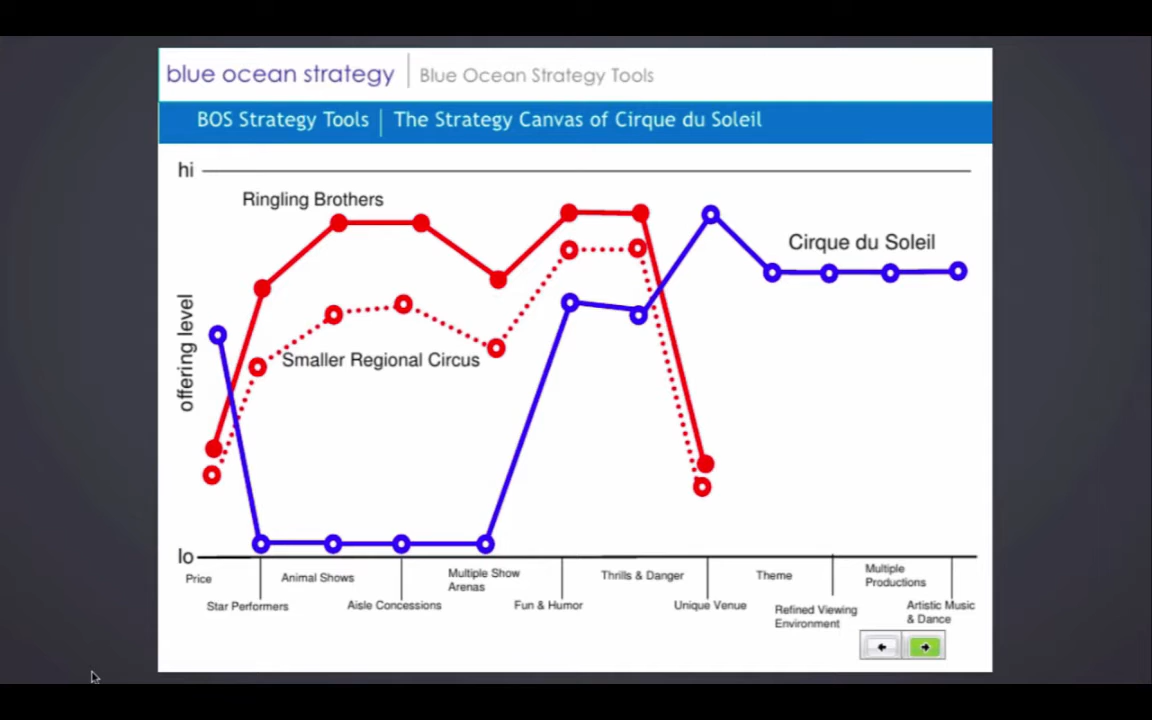 blue ocean strategy
Blue Ocean Strategy Tools
BOS Strategy Tools
The Strategy Canvas of Cirque du Soleil
hi
Ringling Brothers
Cirque du Soleil
offering level
Smaller Regional Circus
lo
Price
Star Performers
Animal Shows
Aisle Concessions
Multiple Show
Arenas
Fun & Humor
Thrills & Danger
Unique Venue
Theme
Refined Viewing
Environment
Multiple
Productions
Artistic Music
& Dance